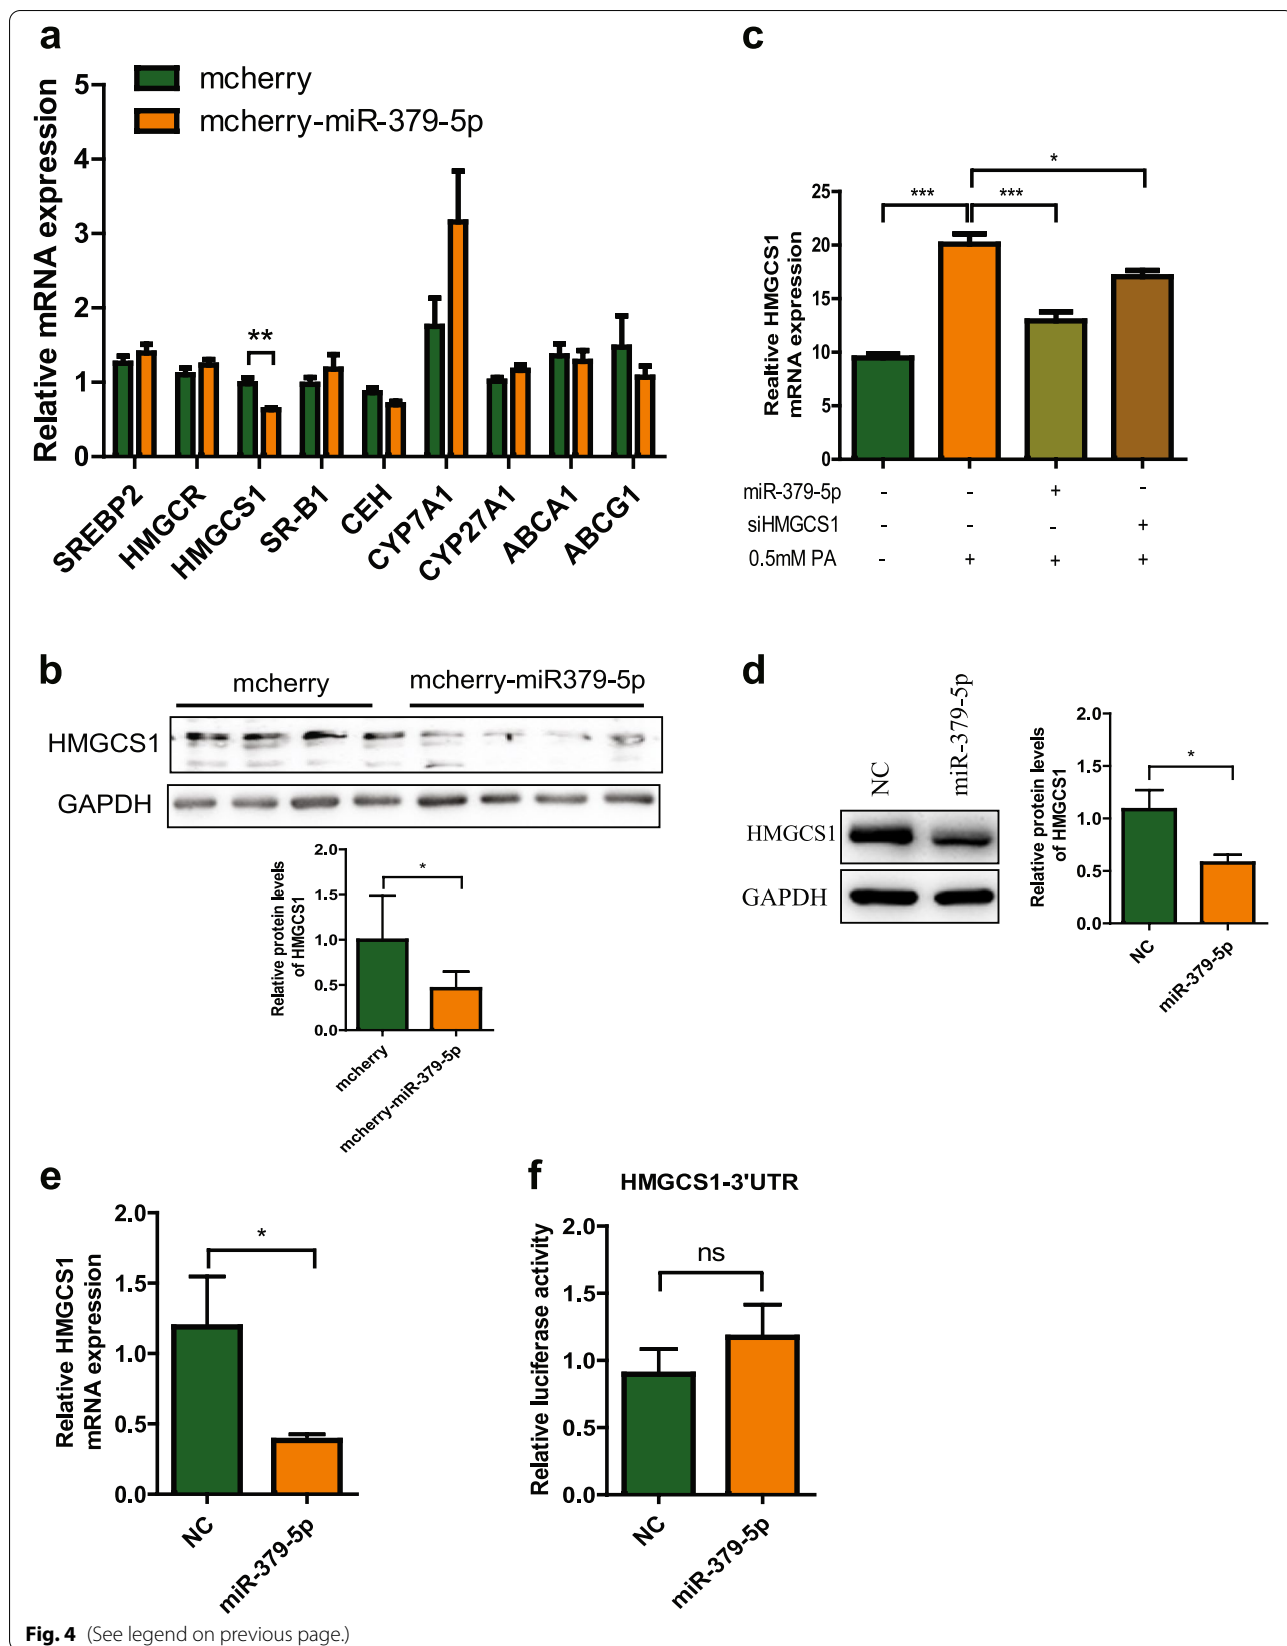 a
mcherry
mcherry-miR-379-5p
Relative mRNA expression
5
4
3
2
1
0
**
SREBP2
HMGCR
HMGCS1
SR-B1
CEH
CYP7A1
CYP27A1
ABCA1
ABCG1
c
Realtive HMGCS1
mRNA expression
25
20
15
10
5
0
***
***
*
miR-379-5p - - + -
siHMGCS1 - - - +
0.5mM PA - + + +
b
mcherry
mcherry-miR379-5p
HMGCS1
GAPDH
Relative protein levels
of HMGCS1
2.0
1.5
1.0
0.5
0.0
*
mcherry
mcherry-miR-379-5p
d
NC
miR-379-5p
HMGCS1
GAPDH
Relative protein levels
of HMGCS1
2.0
1.5
1.0
0.5
0.0
*
NC
miR-379-5p
e
Relative HMGCS1
mRNA expression
2.0
1.5
1.0
0.5
0.0
*
NC
miR-379-5p
f
HMGCS1-3'UTR
Relative luciferase activity
2.0
1.5
1.0
0.5
0.0
ns
NC
miR-379-5p
Fig. 4 (See legend on previous page.)